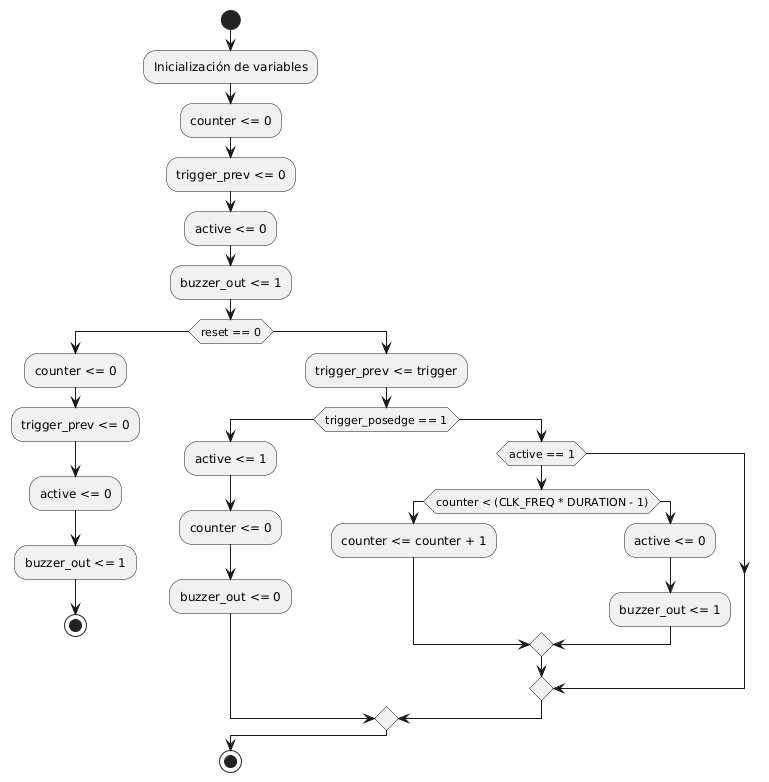 Inicialización de variables
counter <= 0
trigger_prev <= 0
active <= 0
buzzer_out <= 1
reset == 0
counter <= 0
trigger_prev <= 0
active <= 0
buzzer_out <= 1
trigger_prev <= trigger
trigger_posedge == 1
active <= 1
counter <= 0
buzzer_out <= 0
active == 1
counter < (CLK_FREQ * DURATION - 1)
counter <= counter + 1
active <= 0
buzzer_out <= 1